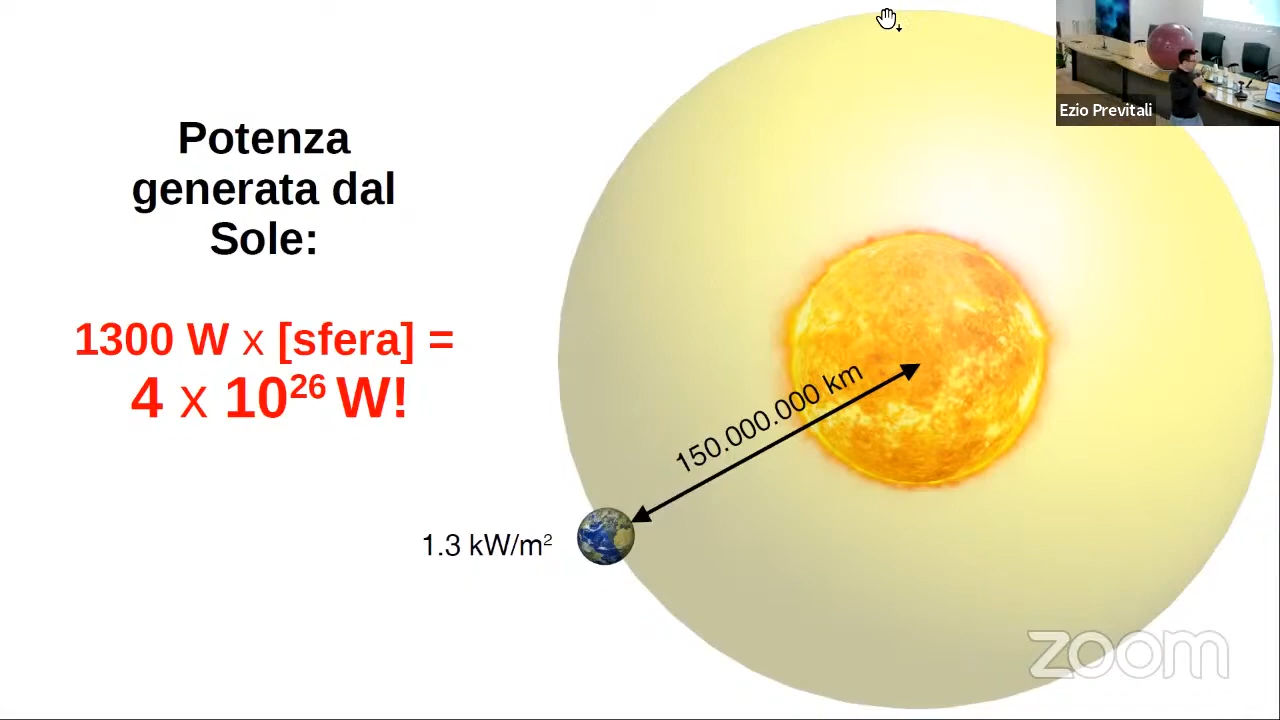 Potenza
generata dal
Sole:
1300 W x [sfera] =
4 x 10²⁶ W!
150.000.000 km
1.3 kW/m²
Ezio Previtali
zoom